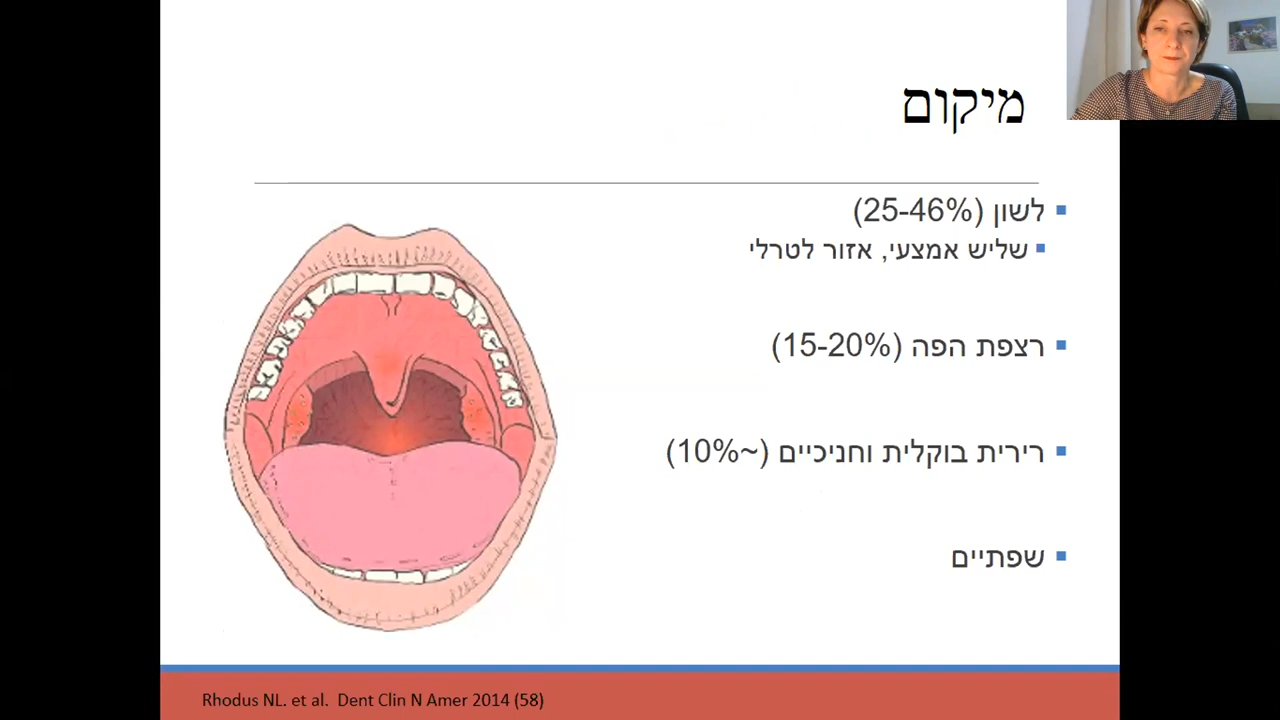 מיקום
לשון (25-46%)
שליש אמצעי, אזור לטרלי
רצפת הפה (15-20%)
רירית בוקלית וחניכיים (~10%)
שפתיים
Rhodus NL. et al. Dent Clin N Amer 2014 (58)